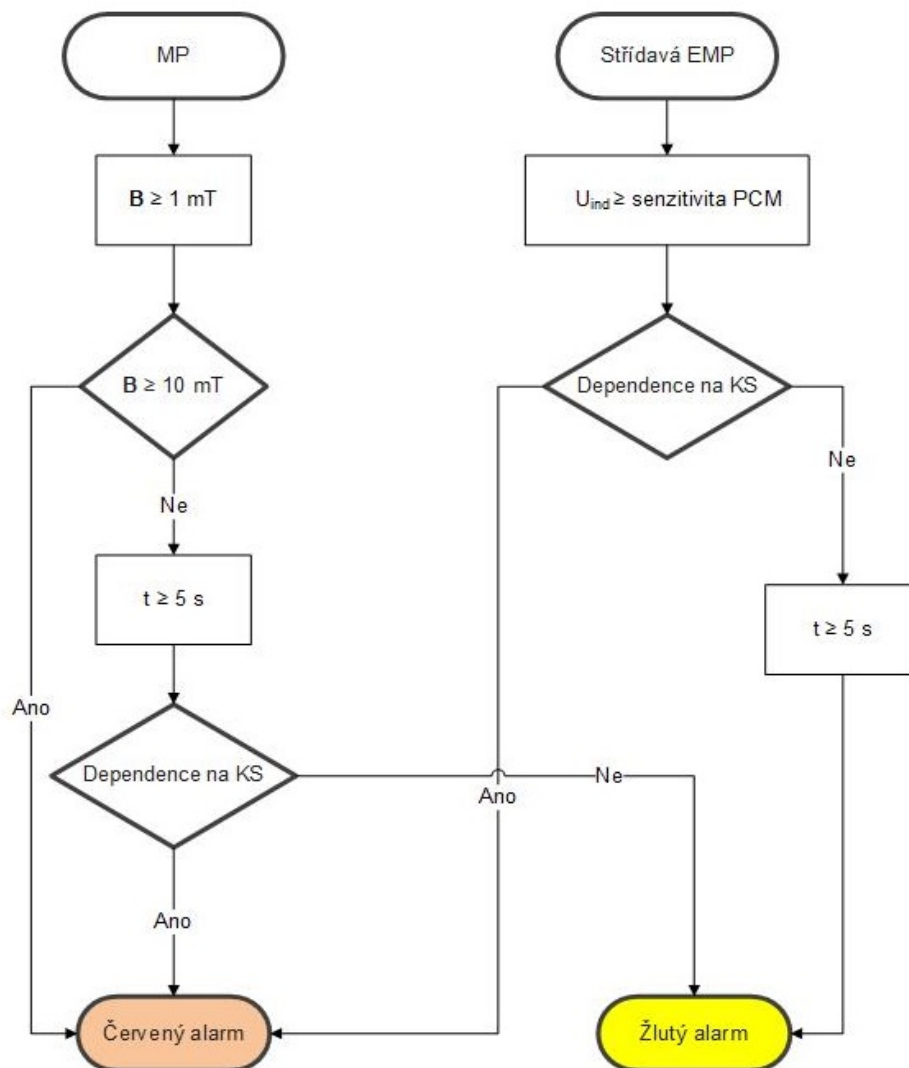 MP
Střídavá EMP
B ≥ 1 mT
Uind ≥ senzitivita PCM
B ≥ 10 mT
Dependence na KS
Ne
Ne
t ≥ 5 s
t ≥ 5 s
Ano
Dependence na KS
Ne
Ano
Ano
Červený alarm
Žlutý alarm